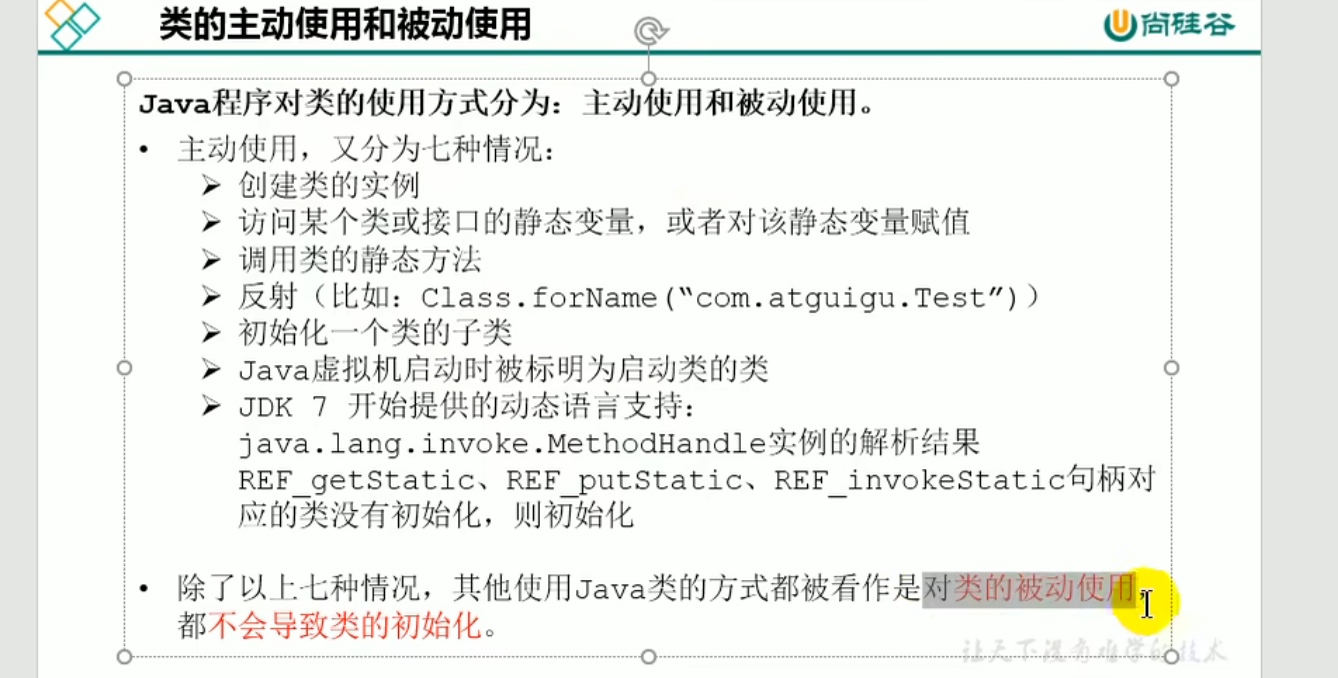 类的主动使用和被动使用
尚硅谷
Java程序对类的使用方式分为：主动使用和被动使用。
• 主动使用，又分为七种情况：
➢ 创建类的实例
➢ 访问某个类或接口的静态变量，或者对该静态变量赋值
➢ 调用类的静态方法
➢ 反射（比如：Class.forName(“com.atguigu.Test”)）
➢ 初始化一个类的子类
➢ Java虚拟机启动时被标明为启动类的类
➢ JDK 7 开始提供的动态语言支持：
java.lang.invoke.MethodHandle实例的解析结果
REF_getStatic、REF_putStatic、REF_invokeStatic句柄对
应的类没有初始化，则初始化
• 除了以上七种情况，其他使用Java类的方式都被看作是对类的被动使用，
都不会导致类的初始化。
让天下没有难学的技术